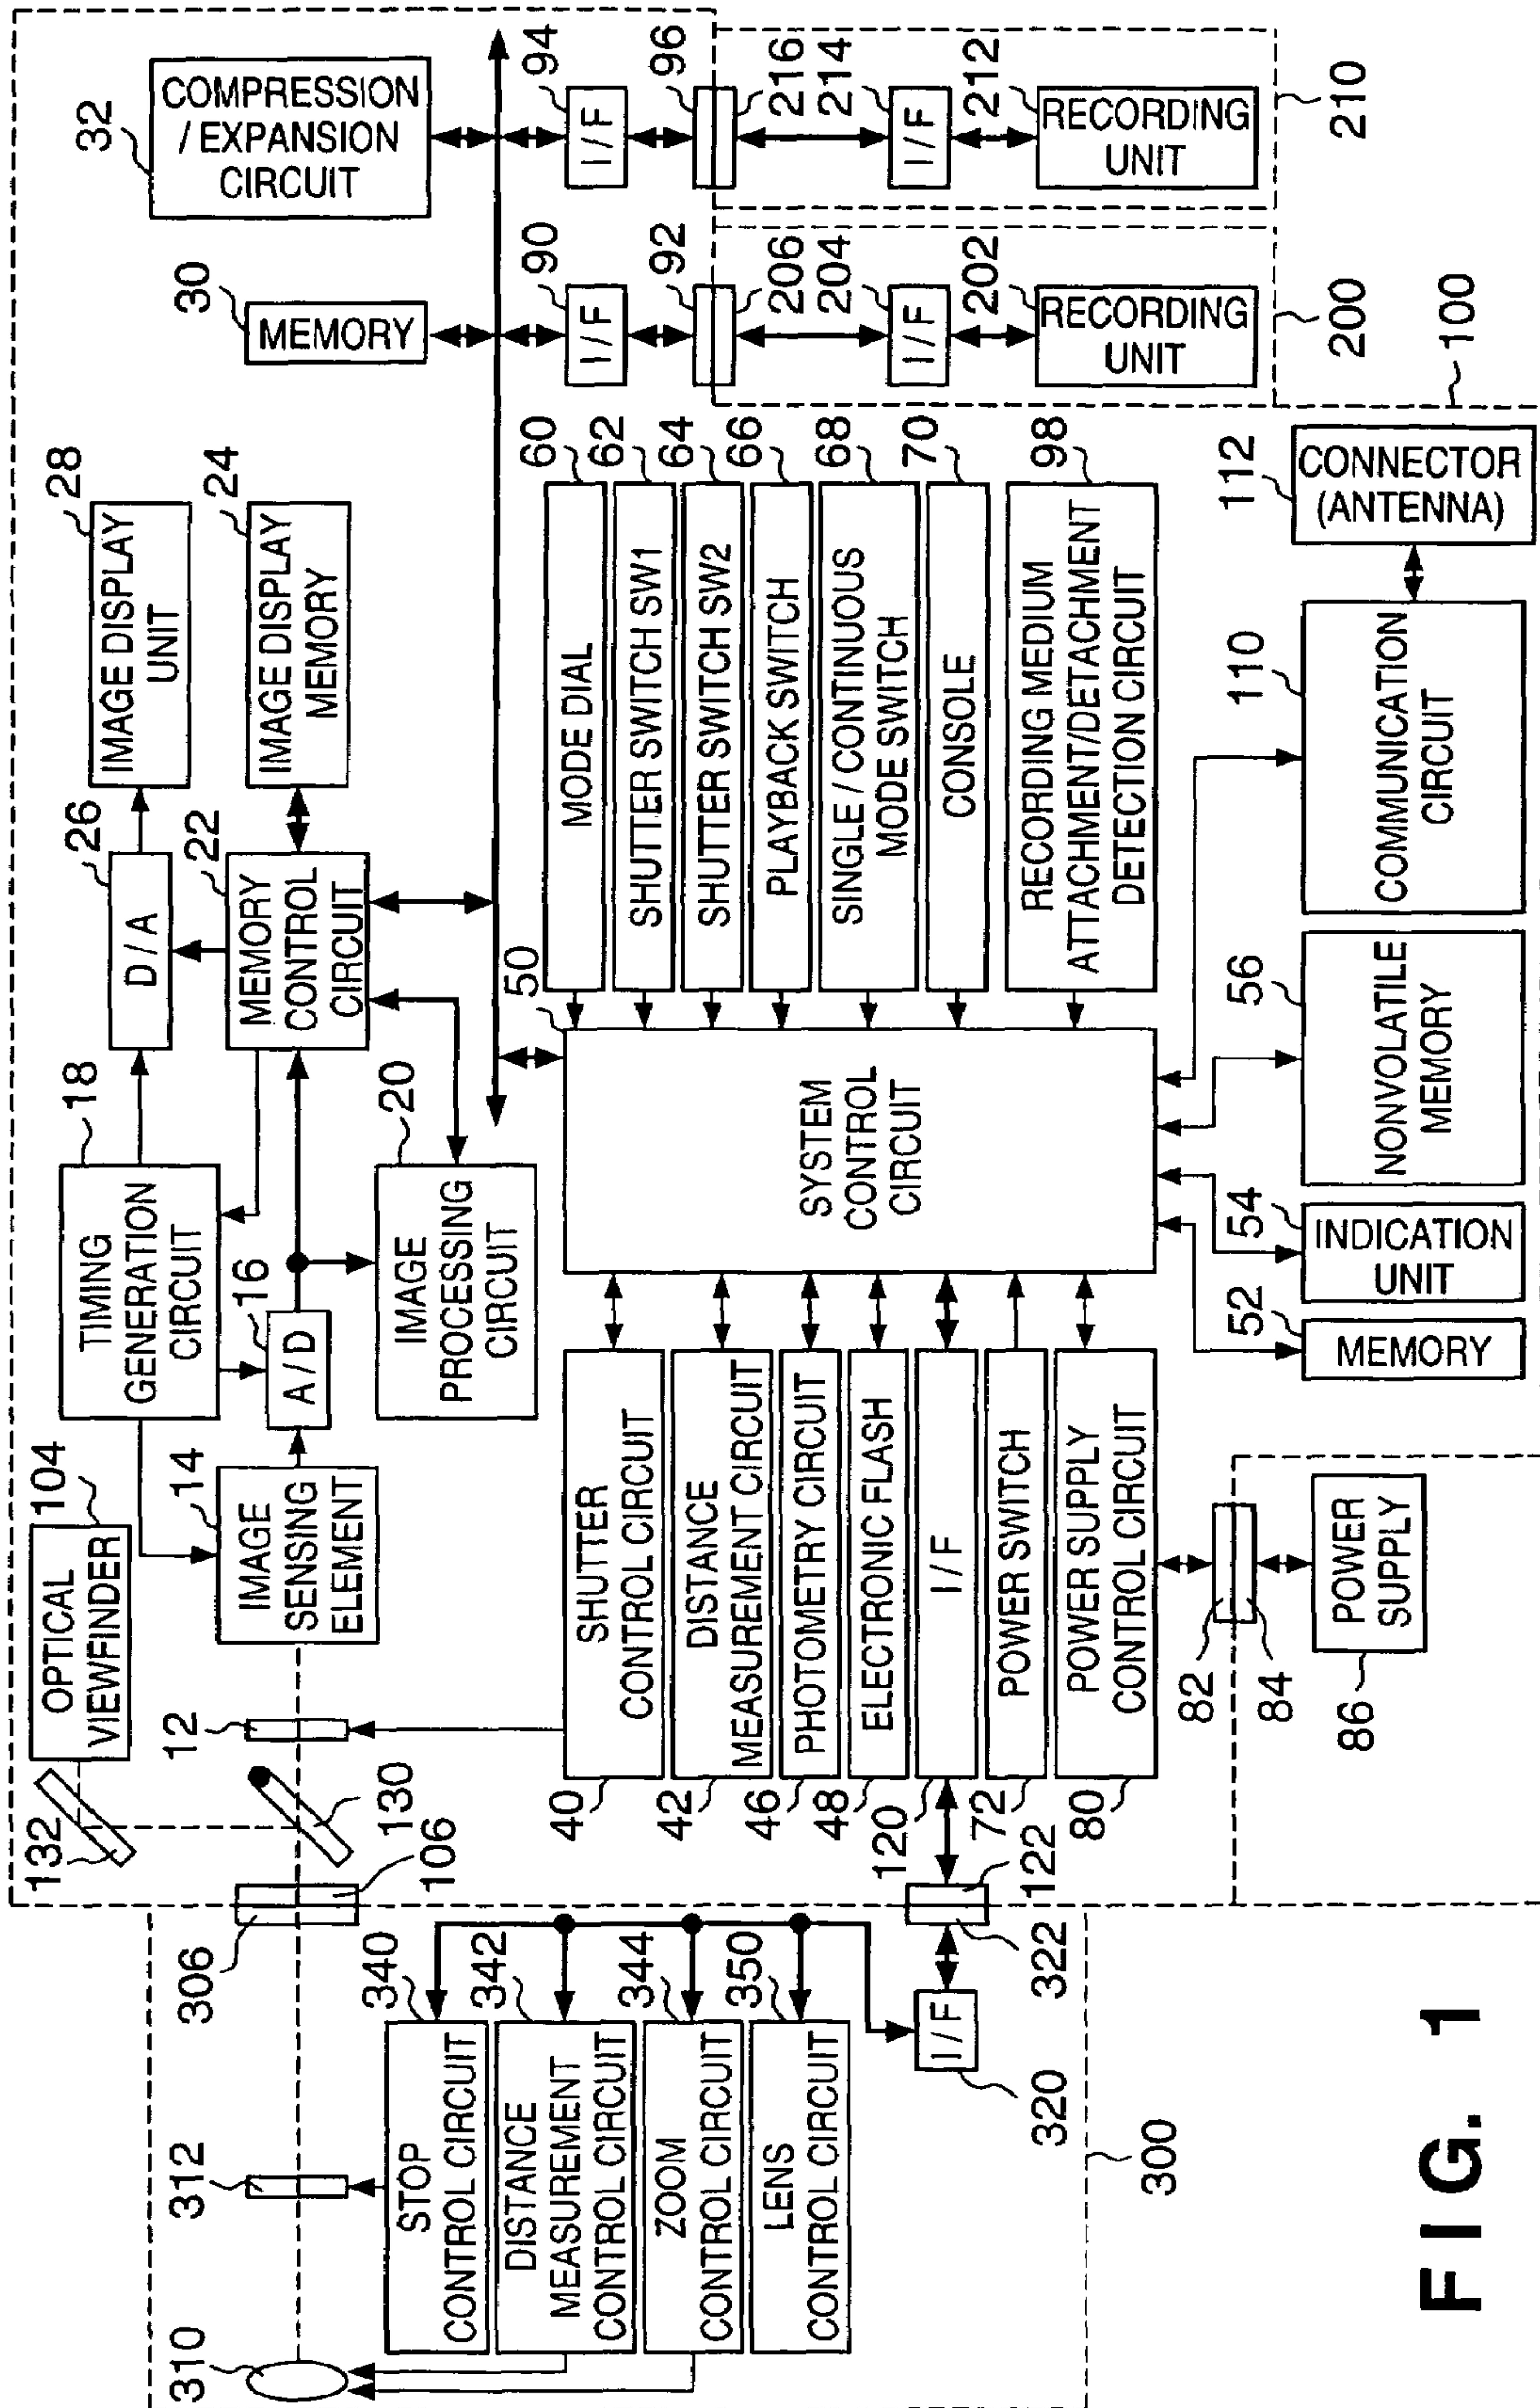 32
COMPRESSION
/ EXPANSION
CIRCUIT
30
MEMORY
94
I / F
96
216
214
I / F
212
RECORDING
UNIT
210
90
I / F
92
206
204
I / F
202
RECORDING
UNIT
200
100
28
IMAGE DISPLAY
UNIT
24
IMAGE DISPLAY
MEMORY
26
D / A
22
MEMORY
CONTROL
CIRCUIT
18
TIMING
GENERATION
CIRCUIT
16
A / D
20
IMAGE
PROCESSING
CIRCUIT
14
IMAGE
SENSING
ELEMENT
104
OPTICAL
VIEWFINDER
12
132
130
106
306
60
MODE DIAL
62
SHUTTER SWITCH SW1
64
SHUTTER SWITCH SW2
66
PLAYBACK SWITCH
68
SINGLE / CONTINUOUS
MODE SWITCH
70
CONSOLE
98
RECORDING MEDIUM
ATTACHMENT/DETACHMENT
DETECTION CIRCUIT
50
SYSTEM
CONTROL
CIRCUIT
112
CONNECTOR
(ANTENNA)
110
COMMUNICATION
CIRCUIT
56
NONVOLATILE
MEMORY
54
INDICATION
UNIT
52
MEMORY
SHUTTER
CONTROL CIRCUIT
40
DISTANCE
MEASUREMENT CIRCUIT
42
PHOTOMETRY CIRCUIT
46
ELECTRONIC FLASH
48
I / F
120
POWER SWITCH
72
POWER SUPPLY
CONTROL CIRCUIT
80
82
84
POWER
SUPPLY
86
122
322
I / F
320
340
STOP
CONTROL CIRCUIT
342
DISTANCE
MEASUREMENT
CONTROL CIRCUIT
344
ZOOM
CONTROL CIRCUIT
350
LENS
CONTROL CIRCUIT
312
310
300
FIG. 1